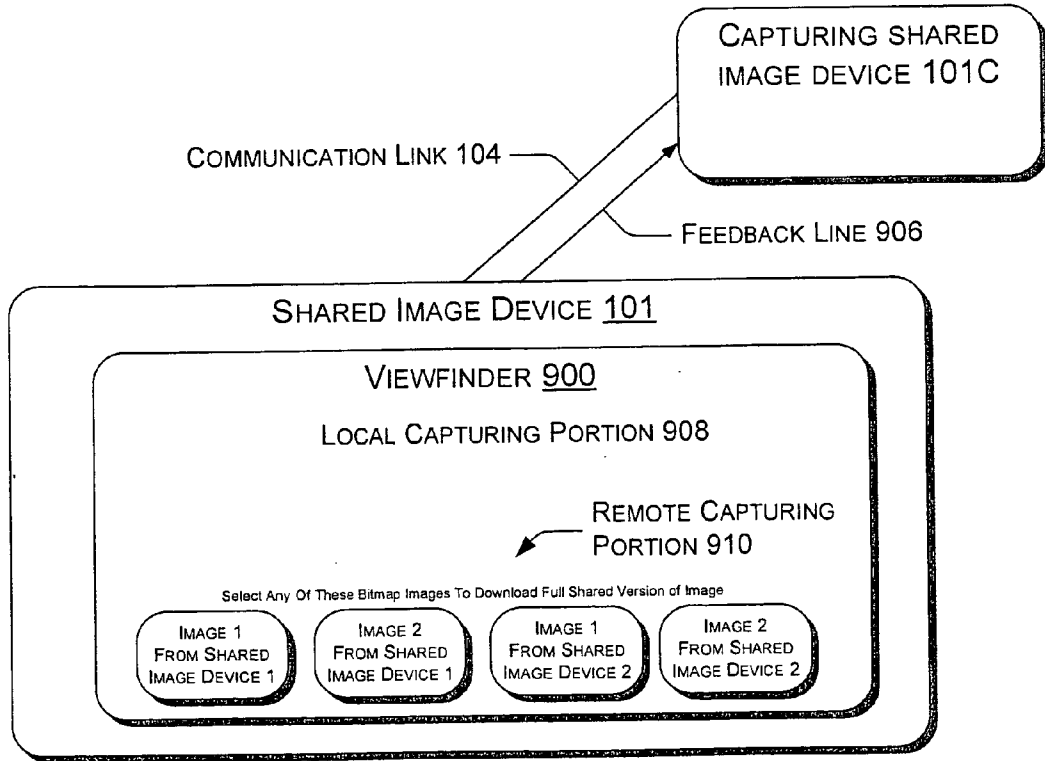 CAPTURING SHARED
IMAGE DEVICE 101C
COMMUNICATION LINK 104
FEEDBACK LINE 906
SHARED IMAGE DEVICE 101
VIEWFINDER 900
LOCAL CAPTURING PORTION 908
REMOTE CAPTURING
PORTION 910
Select Any Of These Bitmap Images To Download Full Shared Version of Image
IMAGE 1
FROM SHARED
IMAGE DEVICE 1
IMAGE 2
FROM SHARED
IMAGE DEVICE 1
IMAGE 1
FROM SHARED
IMAGE DEVICE 2
IMAGE 2
FROM SHARED
IMAGE DEVICE 2